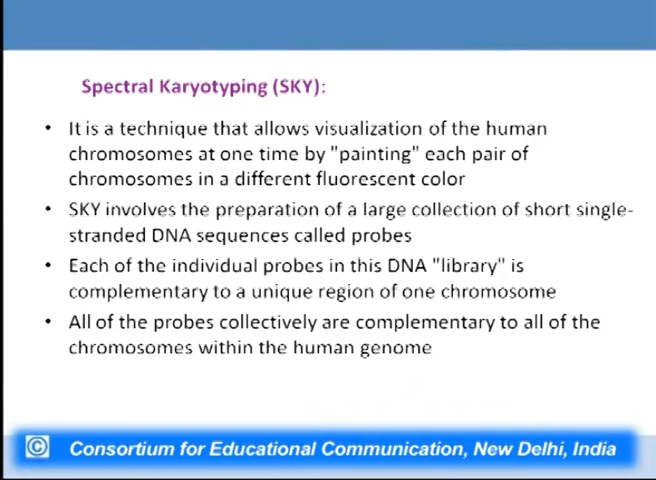 Spectral Karyotyping (SKY):
• It is a technique that allows visualization of the human
chromosomes at one time by "painting" each pair of
chromosomes in a different fluorescent color
• SKY involves the preparation of a large collection of short single-
stranded DNA sequences called probes
• Each of the individual probes in this DNA "library" is
complementary to a unique region of one chromosome
• All of the probes collectively are complementary to all of the
chromosomes within the human genome
© Consortium for Educational Communication, New Delhi, India